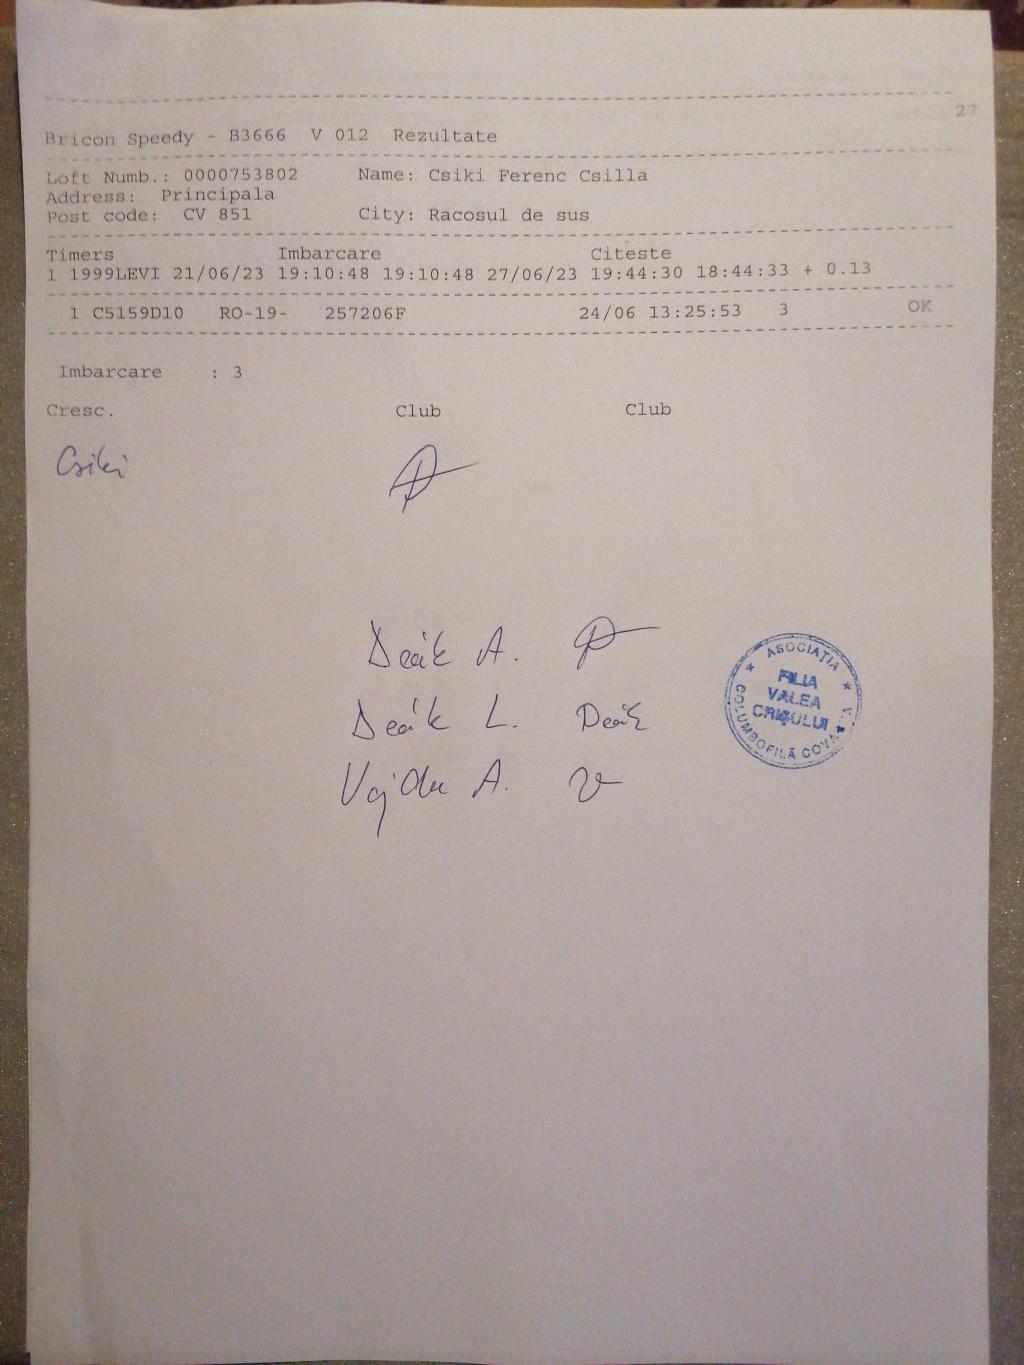 27
Bricon Speedy - B3666 V 012 Rezultate
Loft Numb.: 0000753802 Name: Csiki Ferenc Csilla
Address: Principala
Post code: CV 851 City: Racosul de sus
Timers Imbarcare Citeste
1 1999LEVI 21/06/23 19:10:48 19:10:48 27/06/23 19:44:30 18:44:33 + 0.13
1 C5159D10 RO-19- 257206F 24/06 13:25:53 3 OK
Imbarcare : 3
Cresc. Club Club
Csiki
Deák A.
Deák L. Deák
Vajda A.
ASOCIAȚIA
COLUMBOFILĂ
FILIA
VALEA
CRIȘULUI